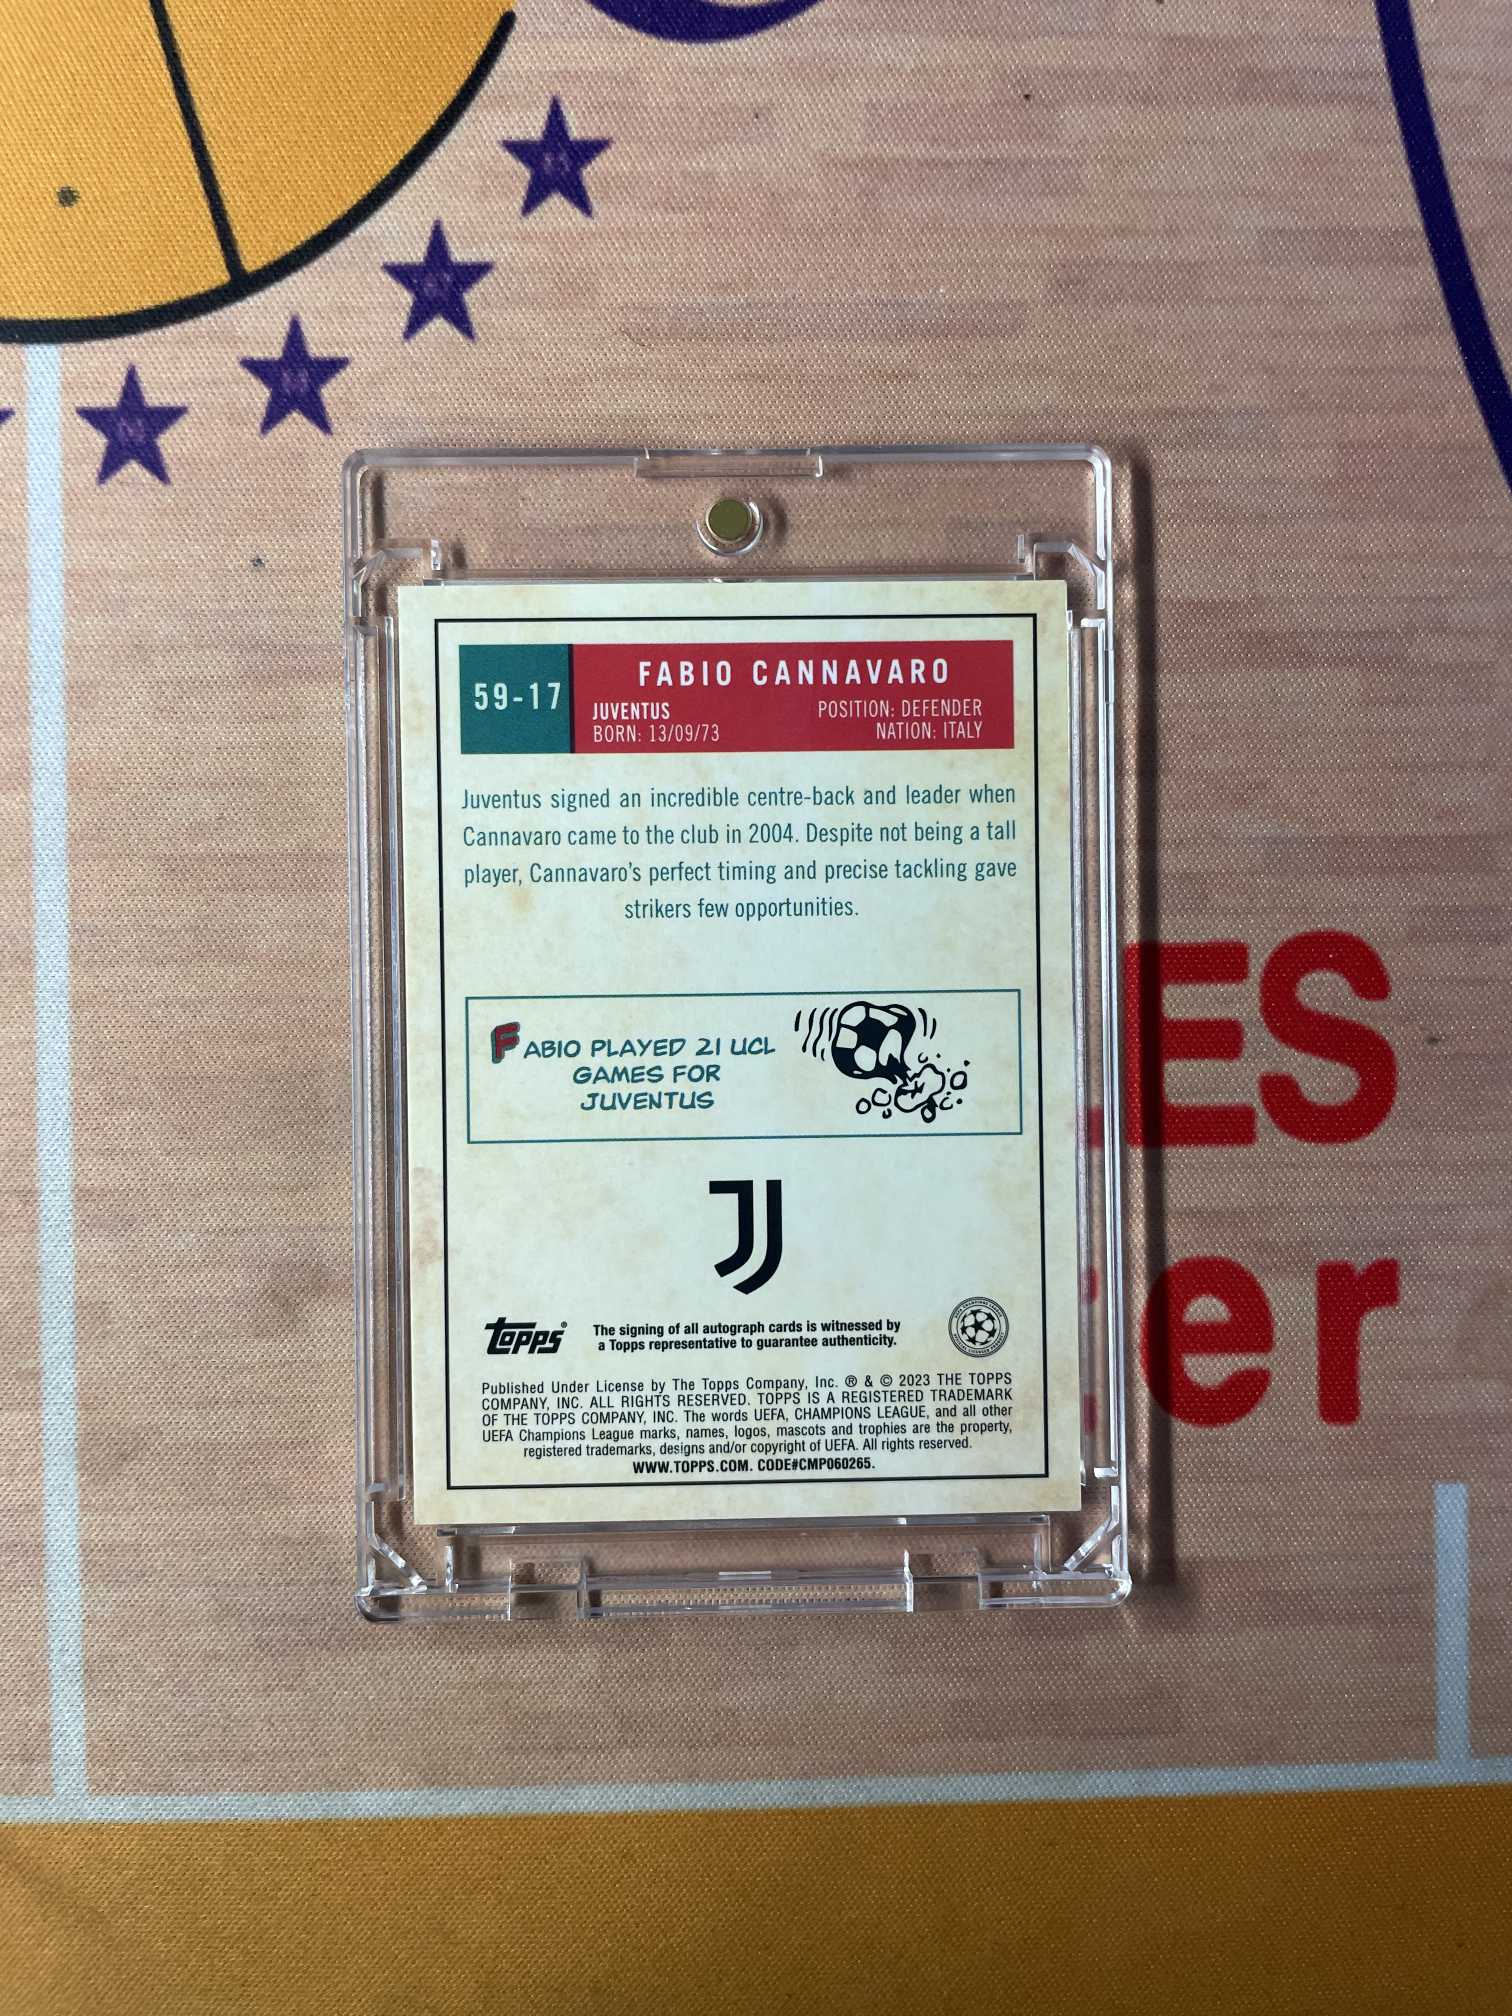 59-17
FABIO CANNAVARO
JUVENTUS
BORN: 13/09/73
POSITION: DEFENDER
NATION: ITALY
Juventus signed an incredible centre-back and leader when
Cannavaro came to the club in 2004. Despite not being a tall
player, Cannavaro's perfect timing and precise tackling gave
strikers few opportunities.
FABIO PLAYED 21 UCL
GAMES FOR
JUVENTUS
ES
er
topps®
The signing of all autograph cards is witnessed by
a Topps representative to guarantee authenticity.
Published Under License by The Topps Company, Inc. ® & © 2023 THE TOPPS
COMPANY, INC. ALL RIGHTS RESERVED. TOPPS IS A REGISTERED TRADEMARK
OF THE TOPPS COMPANY, INC. The words UEFA, CHAMPIONS LEAGUE, and all other
UEFA Champions League marks, names, logos, mascots and trophies are the property,
registered trademarks, designs and/or copyright of UEFA. All rights reserved.
WWW.TOPPS.COM. CODE#CMP060265.